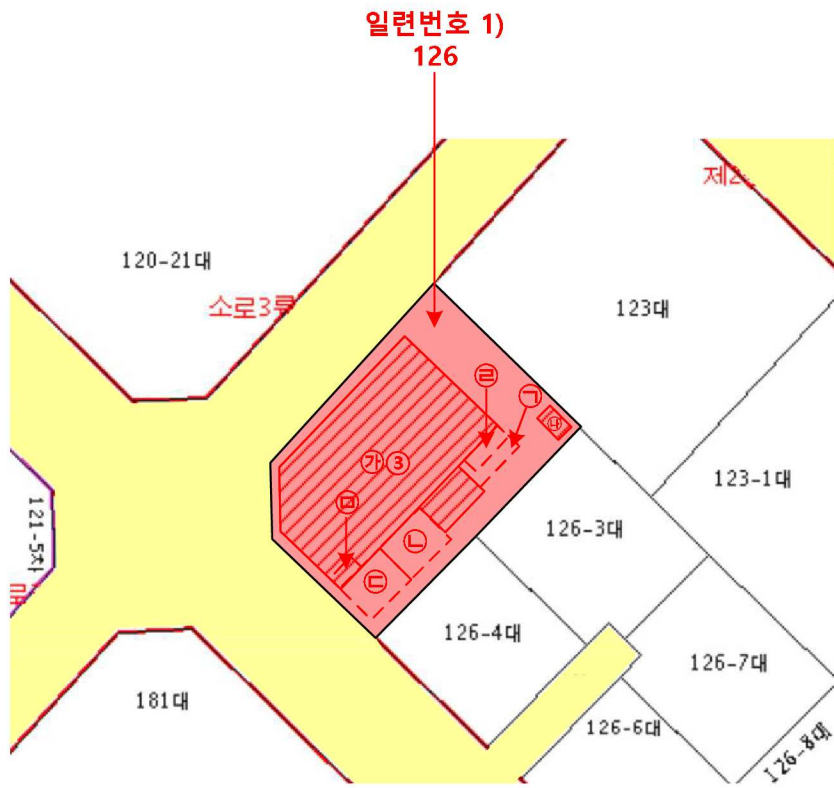 일련번호 1)
126
제2
120-21대
소로3류
123대
㉣
㉠
㉯
㉮③
㉤
㉡
㉢
123-1대
121-5차
126-3대
126-4대
126-7대
181대
126-6대
126-8대